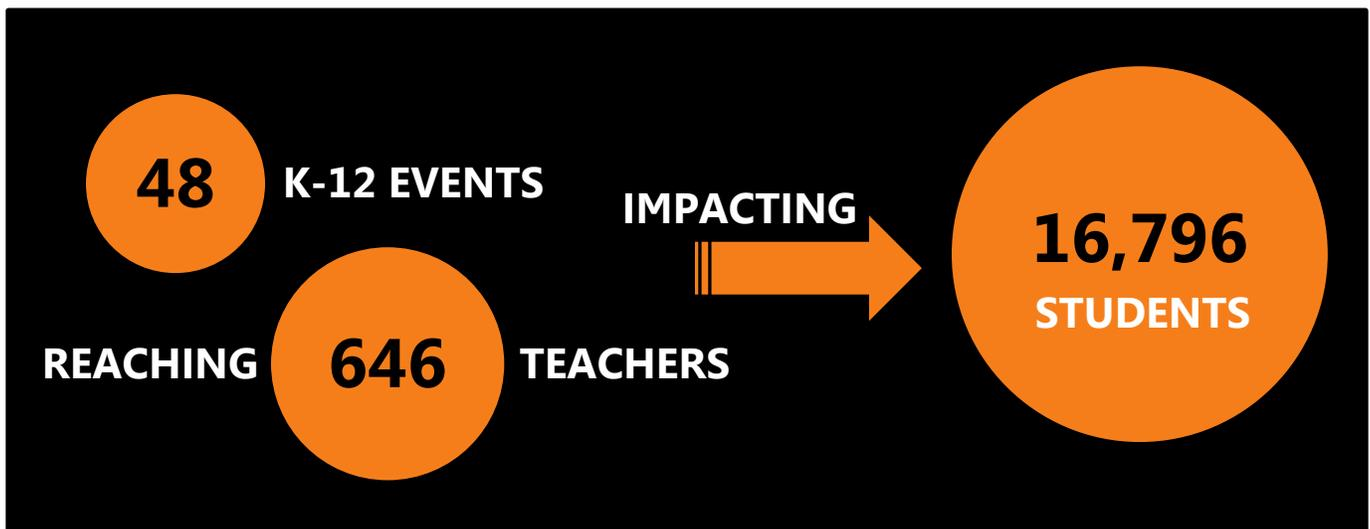 48 K-12 EVENTS
REACHING 646 TEACHERS
IMPACTING
16,796
STUDENTS